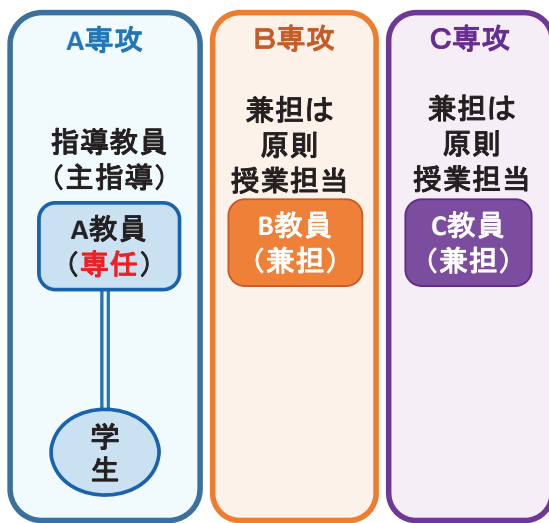 A専攻
指導教員
（主指導）
A教員
（専任）
学
生
B専攻
兼担は
原則
授業担当
B教員
（兼担）
C専攻
兼担は
原則
授業担当
C教員
（兼担）